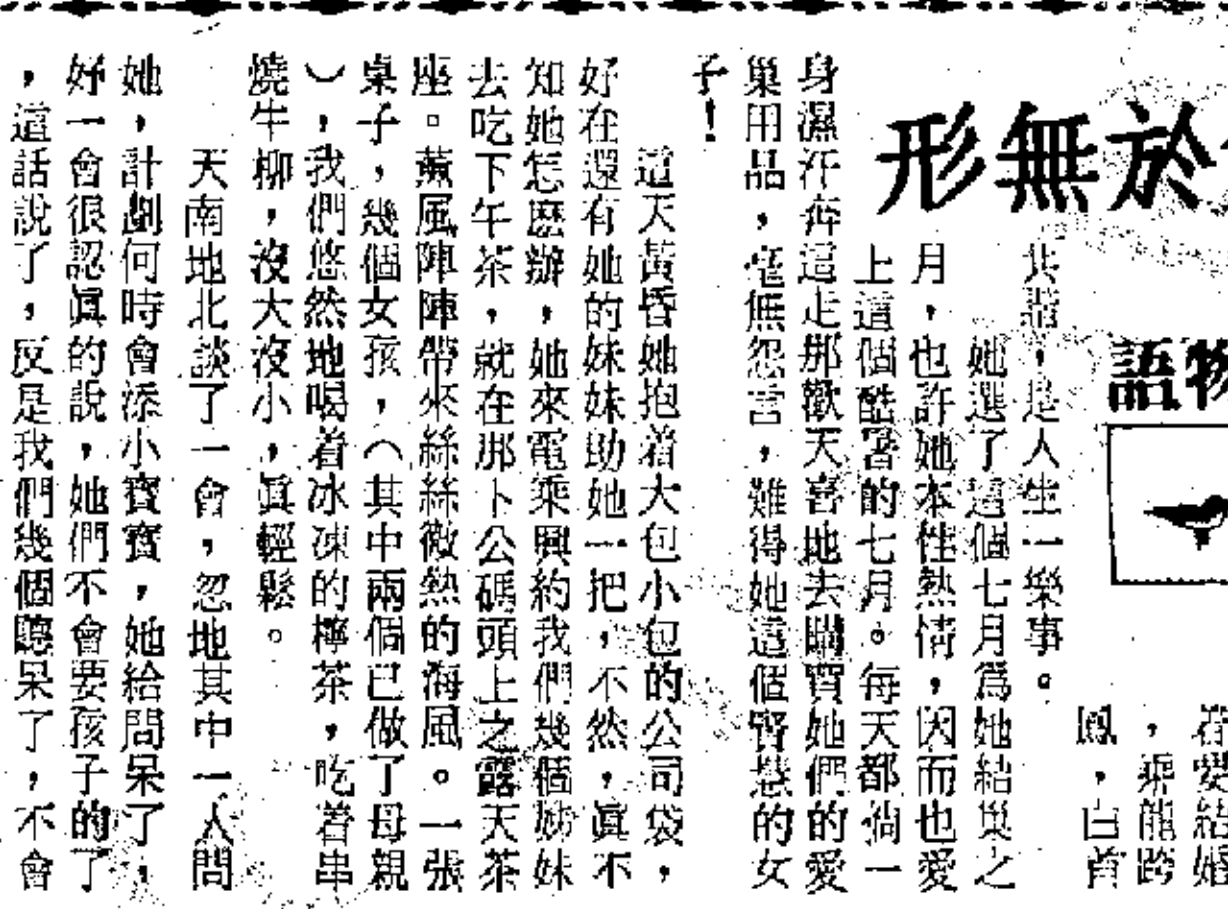 於無形
物語
愛結婚
，乘龍跨
鳳，白首
共諧，是人生一樂事。
她選了這個七月爲她結巢之
月，也許她本性熱情，因而也愛
上這個酷暑的七月。每天都倘一
身濕汗奔這走那歡天喜地去購買她們的愛
巢用品，毫無怨言，難得她這個賢慧的女
子！
這天黃昏她抱着大包小包的公司袋，
好在還有她的妹妹助她一把，不然，眞不
知她怎麽辦，她來電乘興約我們幾個姊妹
去吃下午茶，就在那卜公碼頭上之露天茶
座。薰風陣陣帶來絲絲微熱的海風。一張
桌子，幾個女孩，（其中兩個已做了母親
），我們悠然地喝着冰凍的檸茶，吃着串
燒牛柳，沒大沒小，眞輕鬆。
天南地北談了一會，忽地其中一人問
她，計劃何時會添小寶寶，她給問呆了，
好一會很認眞的說，她們不會要孩子的了
，這話說了，反是我們幾個聽呆了，不會